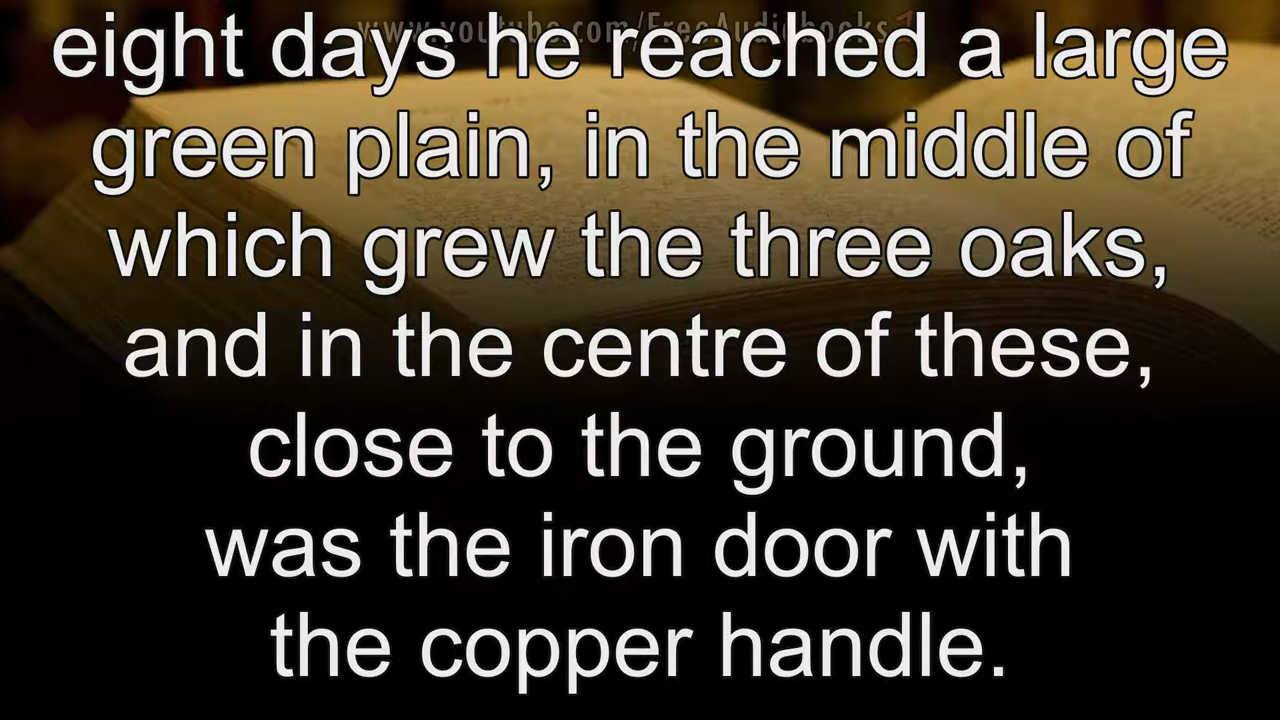 www.youtube.com/FreeAudiobooks
eight days he reached a large
green plain, in the middle of
which grew the three oaks,
and in the centre of these,
close to the ground,
was the iron door with
the copper handle.